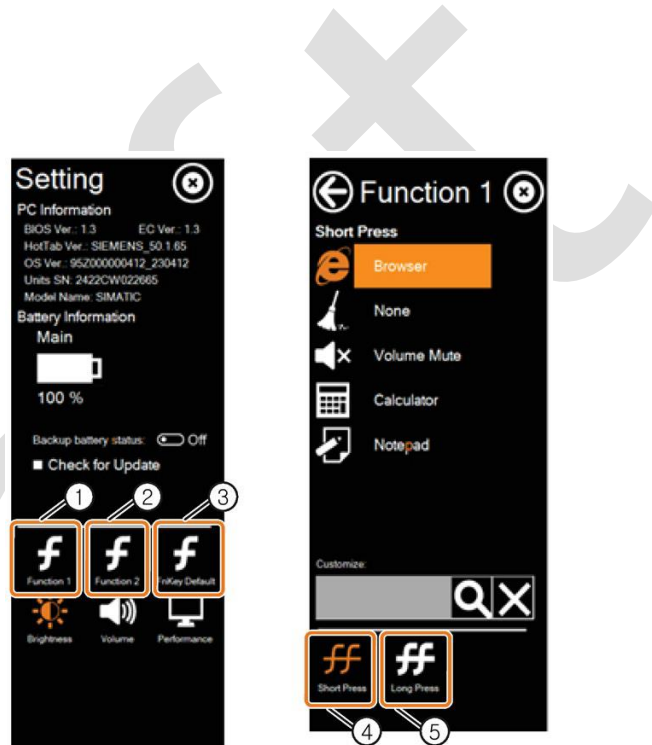 Setting
PC Information
BIOS Ver.: 1.3 EC Ver.: 1.3
HotTab Ver.: SIEMENS_50.1.65
OS Ver.: 95Z000000412_230412
Units SN: 2422CW022665
Model Name: SIMATIC
Battery Information
Main
100 %
Backup battery status: Off
Check for Update
1 2 3
Function 1 Function 2 FnKey Default
Brightness Volume Performance
Function 1
Short Press
Browser
None
Volume Mute
Calculator
Notepad
Customize:
Short Press Long Press
4 5